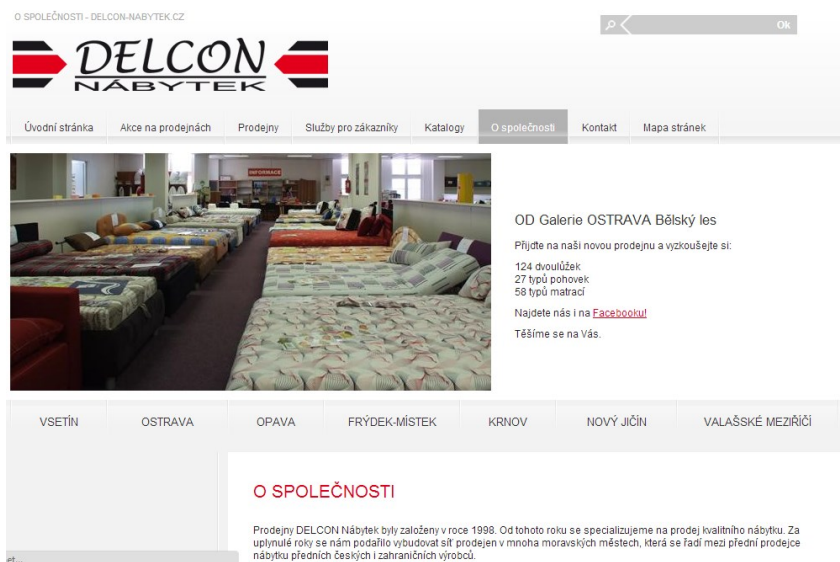 O SPOLEČNOSTI - DELCON-NABYTEK.CZ
Ok
DELCON
NÁBYTEK
Úvodní stránka Akce na prodejnách Prodejny Služby pro zákazníky Katalogy O společnosti Kontakt Mapa stránek
INFORMACE
OD Galerie OSTRAVA Bělský les
Přijďte na naši novou prodejnu a vyzkoušejte si:
124 dvoulůžek
27 typů pohovek
58 typů matrací
Najdete nás i na Facebooku!
Těšíme se na Vás.
VSETÍN OSTRAVA OPAVA FRÝDEK-MÍSTEK KRNOV NOVÝ JIČÍN VALAŠSKÉ MEZIŘÍČÍ
O SPOLEČNOSTI
Prodejny DELCON Nábytek byly založeny v roce 1998. Od tohoto roku se specializujeme na prodej kvalitního nábytku. Za
uplynulé roky se nám podařilo vybudovat síť prodejen v mnoha moravských městech, která se řadí mezi přední prodejce
nábytku předních českých i zahraničních výrobců.